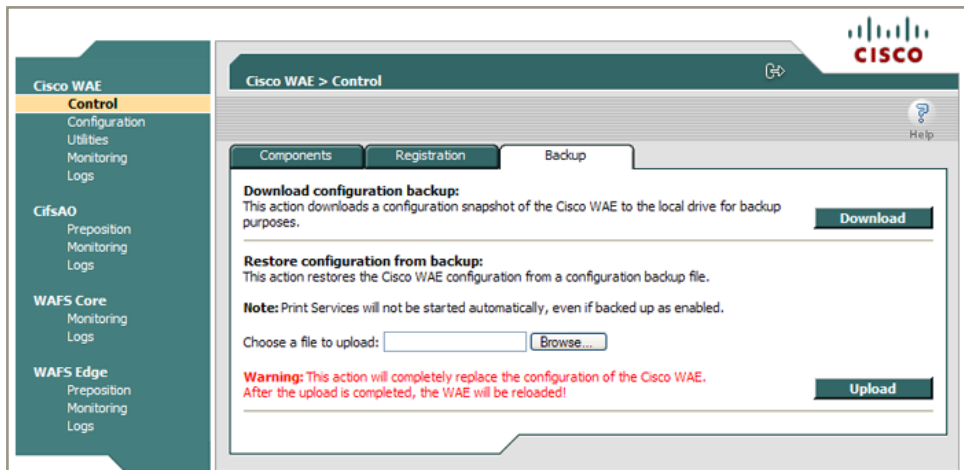 CISCO
Cisco WAE
Control
Configuration
Utilities
Monitoring
Logs
CifsAO
Preposition
Monitoring
Logs
WAFS Core
Monitoring
Logs
WAFS Edge
Preposition
Monitoring
Logs
Cisco WAE > Control
Help
Components
Registration
Backup
Download configuration backup:
This action downloads a configuration snapshot of the Cisco WAE to the local drive for backup
purposes.
Download
Restore configuration from backup:
This action restores the Cisco WAE configuration from a configuration backup file.
Note: Print Services will not be started automatically, even if backed up as enabled.
Choose a file to upload:
Browse...
Warning: This action will completely replace the configuration of the Cisco WAE.
After the upload is completed, the WAE will be reloaded!
Upload